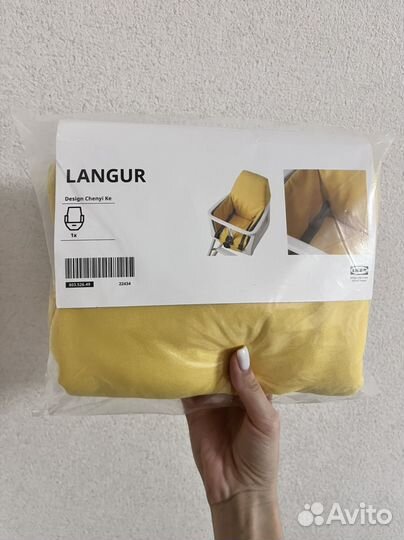 LANGUR
Design Chenyi Ke
1x
803.526.49
22434
IKEA
Avito